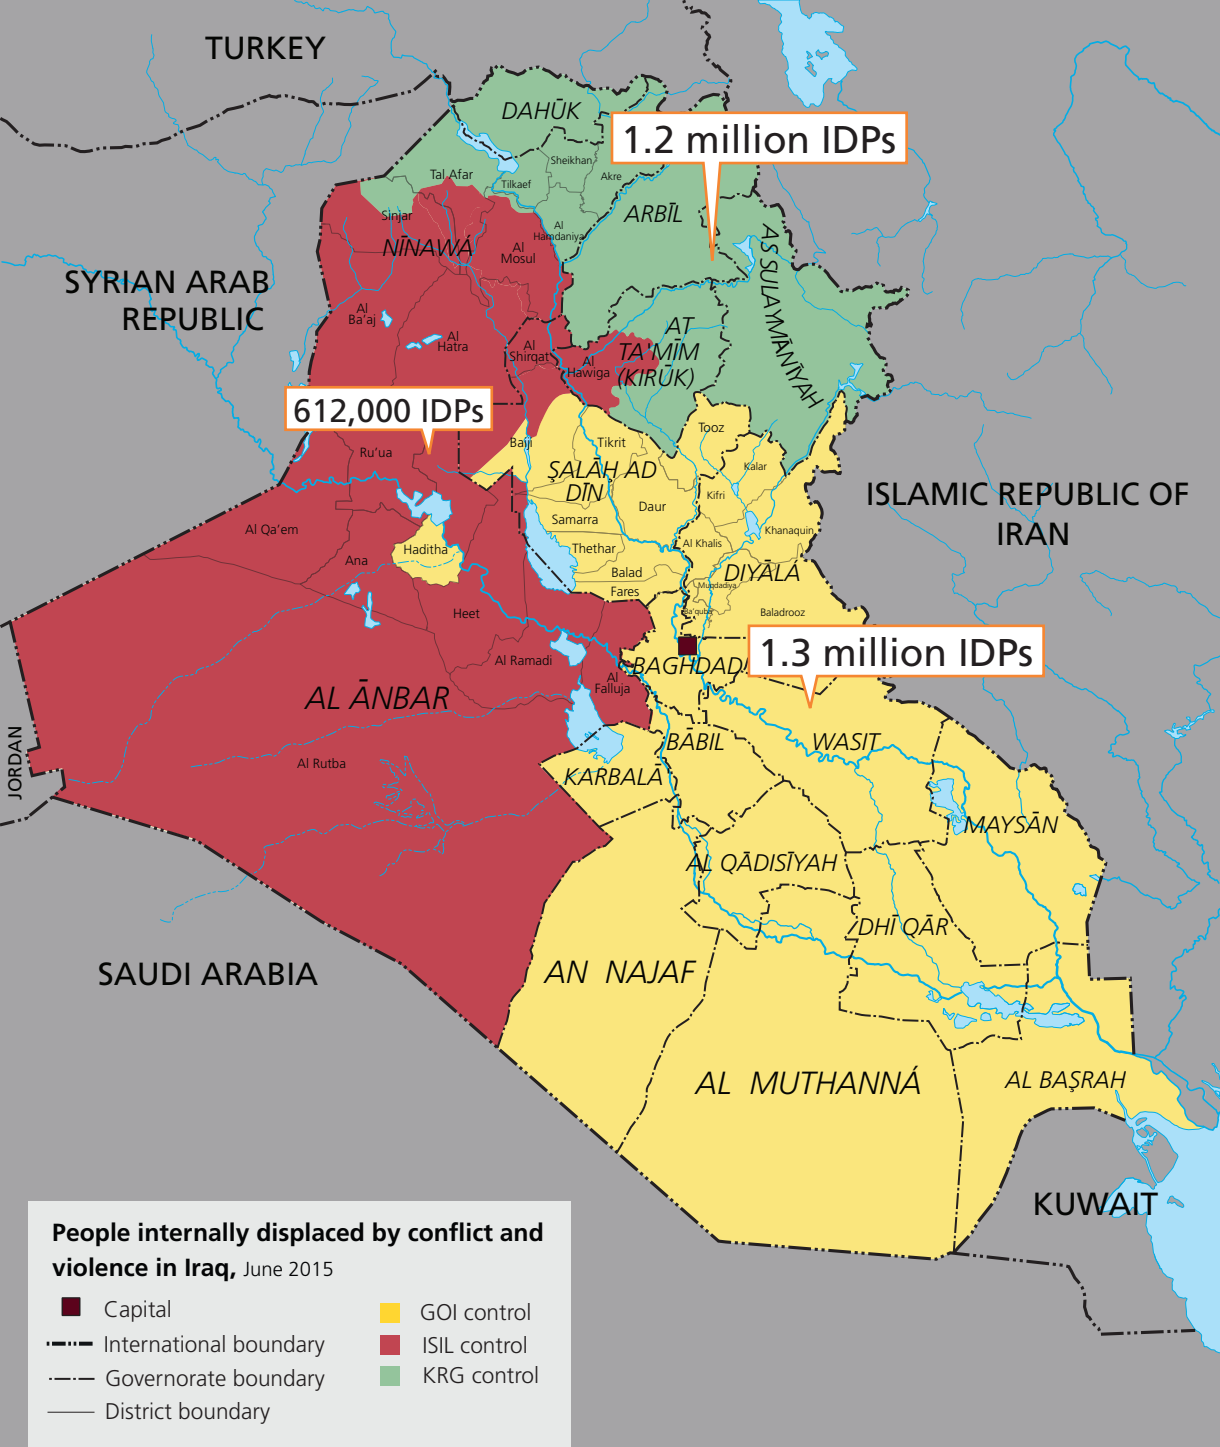 TURKEY
DAHŪK
1.2 million IDPs
Sheikhan
Tal Afar
Tilkaef
Akre
Sinjar
ARBĪL
Al
Hamdaniya
NĪNAWÁ
Al
Mosul
AS SULAYMĀNĪYAH
SYRIAN ARAB
REPUBLIC
Al
Ba'aj
Al
Hatra
Al
Shirqat
Al
Hawiga
AT
TA'MĪM
(KIRŪK)
612,000 IDPs
Tooz
Baiji
Tikrit
Ru'ua
Kalar
ŞALĀḤ AD
DĪN
Kifri
ISLAMIC REPUBLIC OF
IRAN
Daur
Samarra
Al Qa'em
Khanaquin
Al Khalis
Haditha
Thethar
Ana
Balad
DIYĀLÁ
Muqdadiya
Fares
Heet
Ba'quba
Baladrooz
1.3 million IDPs
Al Ramadi
BAGHDAD
Al
Falluja
AL ĀNBAR
BĀBIL
WASIT
JORDAN
Al Rutba
KARBALĀ
MAYSĀN
AL QĀDISĪYAH
DHĪ QĀR
SAUDI ARABIA
AN NAJAF
AL MUTHANNÁ
AL BAŞRAH
KUWAIT
People internally displaced by conflict and
violence in Iraq, June 2015
Capital
International boundary
Governorate boundary
District boundary
GOI control
ISIL control
KRG control